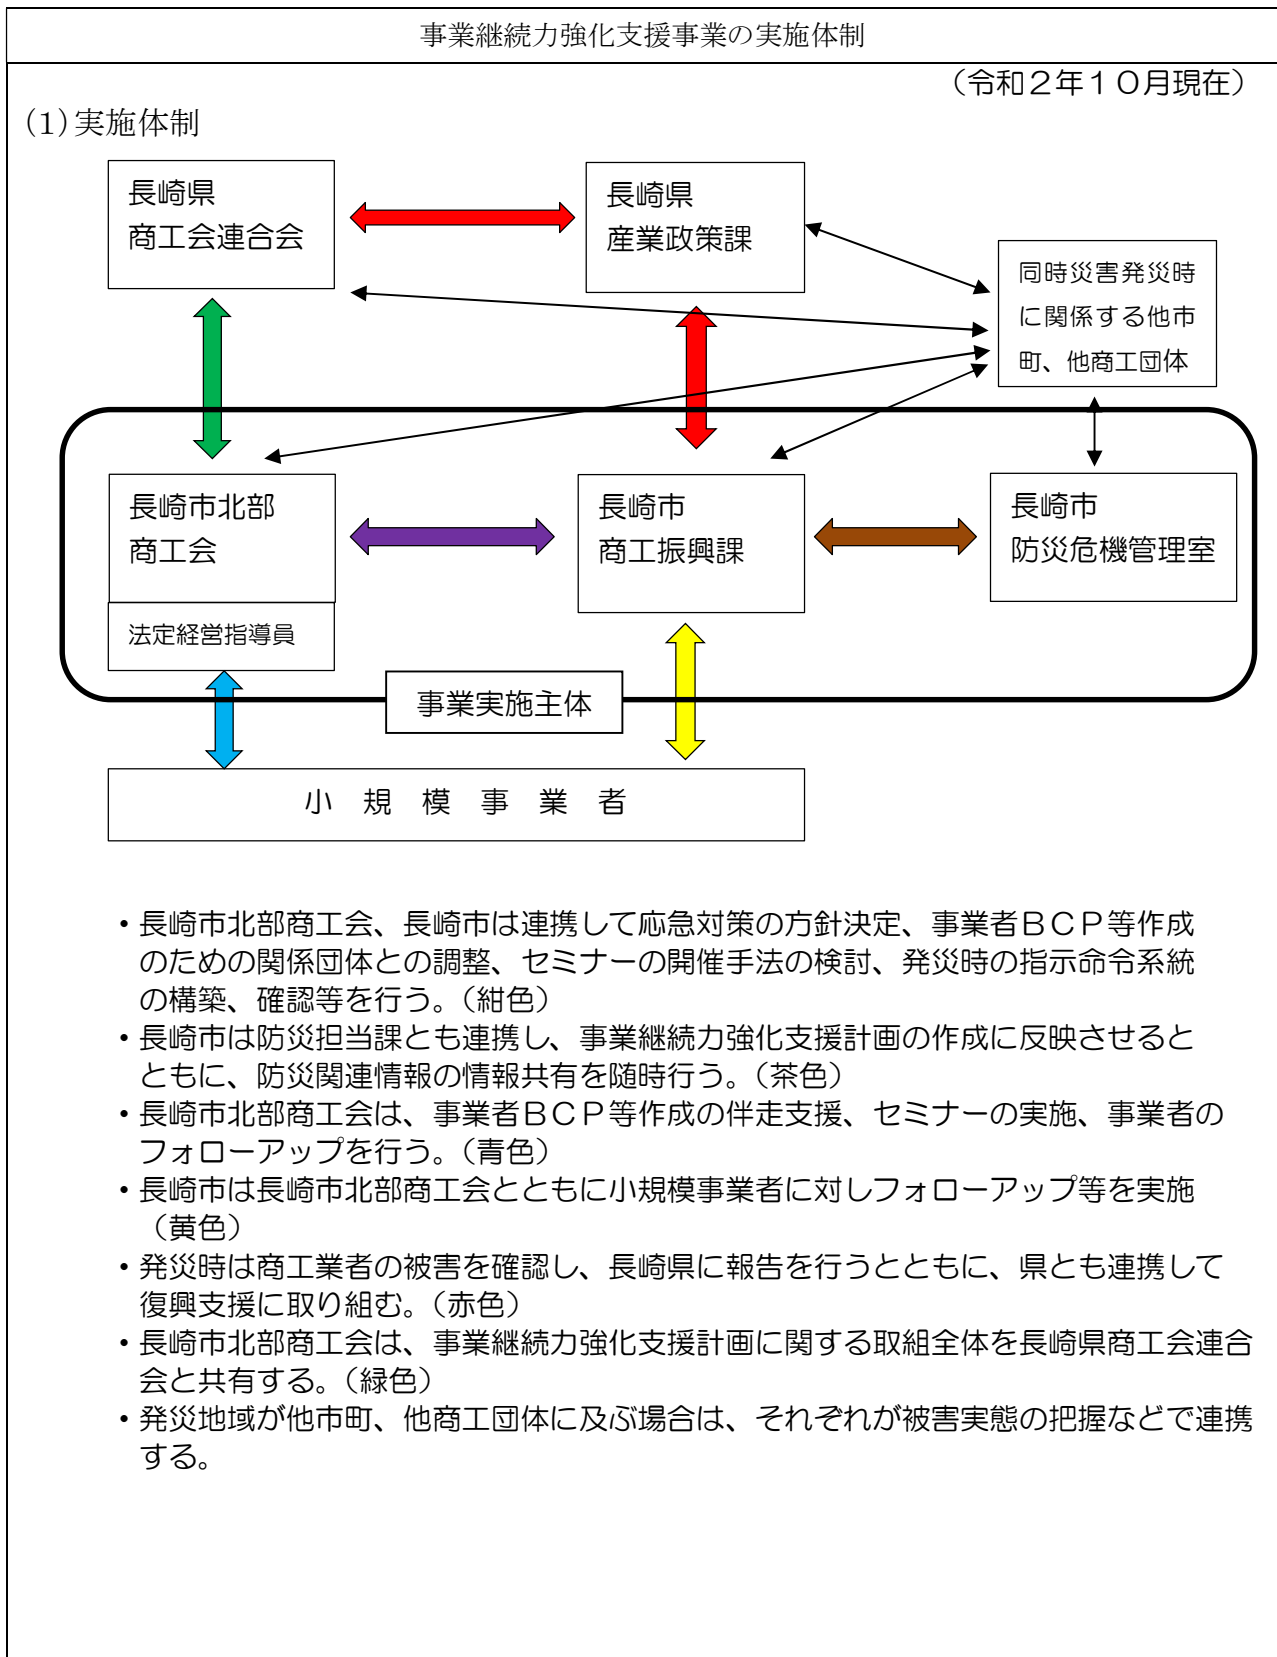 事業継続力強化支援事業の実施体制
（令和２年１０月現在）
(1)実施体制
長崎県
商工会連合会
長崎県
産業政策課
同時災害発災時
に関係する他市
町、他商工団体
長崎市北部
商工会
法定経営指導員
長崎市
商工振興課
長崎市
防災危機管理室
事業実施主体
小　規　模　事　業　者
・長崎市北部商工会、長崎市は連携して応急対策の方針決定、事業者ＢＣＰ等作成
のための関係団体との調整、セミナーの開催手法の検討、発災時の指示命令系統
の構築、確認等を行う。（紺色）
・長崎市は防災担当課とも連携し、事業継続力強化支援計画の作成に反映させると
ともに、防災関連情報の情報共有を随時行う。（茶色）
・長崎市北部商工会は、事業者ＢＣＰ等作成の伴走支援、セミナーの実施、事業者の
フォローアップを行う。（青色）
・長崎市は長崎市北部商工会とともに小規模事業者に対しフォローアップ等を実施
（黄色）
・発災時は商工業者の被害を確認し、長崎県に報告を行うとともに、県とも連携して
復興支援に取り組む。（赤色）
・長崎市北部商工会は、事業継続力強化支援計画に関する取組全体を長崎県商工会連合
会と共有する。（緑色）
・発災地域が他市町、他商工団体に及ぶ場合は、それぞれが被害実態の把握などで連携
する。